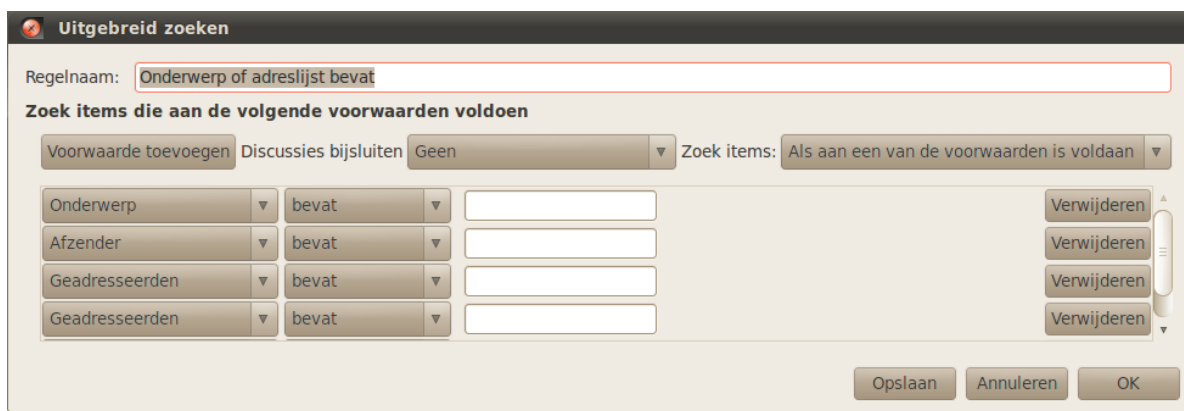 Uitgebreid zoeken
Regelnaam: Onderwerp of adreslijst bevat
Zoek items die aan de volgende voorwaarden voldoen
Voorwaarde toevoegen Discussies bijsluiten Geen Zoek items: Als aan een van de voorwaarden is voldaan
Onderwerp bevat Verwijderen
Afzender bevat Verwijderen
Geadresseerden bevat Verwijderen
Geadresseerden bevat Verwijderen
Opslaan Annuleren OK